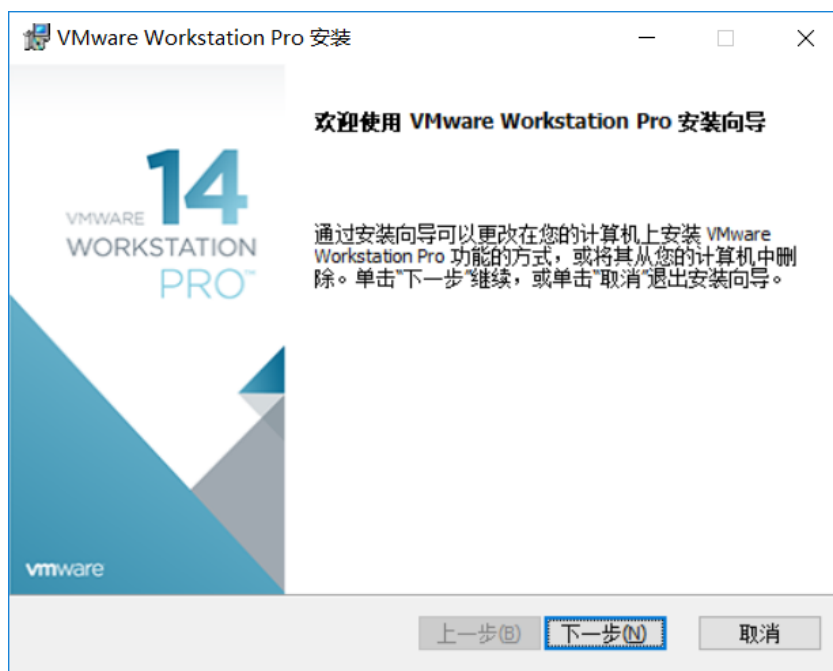 VMware Workstation Pro 安装
欢迎使用 VMware Workstation Pro 安装向导
14
VMWARE
WORKSTATION
PRO™
通过安装向导可以更改在您的计算机上安装 VMware
Workstation Pro 功能的方式，或将其从您的计算机中删
除。单击"下一步"继续，或单击"取消"退出安装向导。
vmware
上一步(B)
下一步(N)
取消